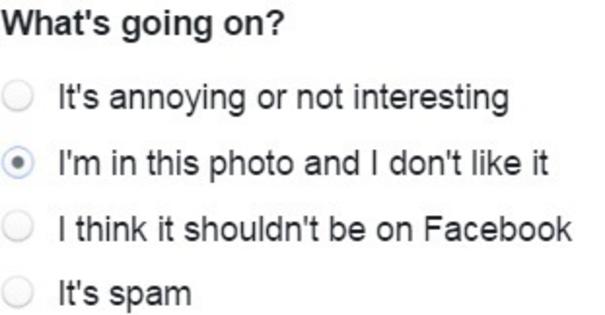 What's going on?
It's annoying or not interesting
I'm in this photo and I don't like it
I think it shouldn't be on Facebook
It's spam